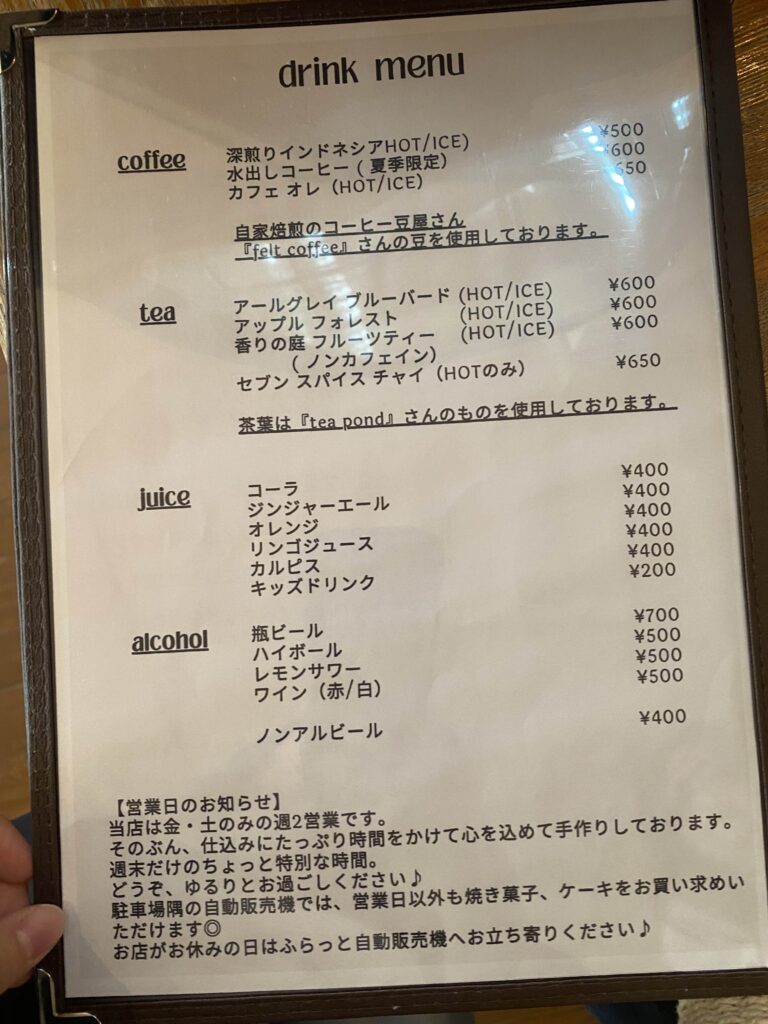 drink menu
coffee
深煎りインドネシアHOT/ICE) ¥500
水出しコーヒー ( 夏季限定) ¥600
カフェ オレ（HOT/ICE） ¥650
自家焙煎のコーヒー豆屋さん
『felt coffee』さんの豆を使用しております。
tea
アールグレイ ブルーバード (HOT/ICE) ¥600
アップル フォレスト (HOT/ICE) ¥600
香りの庭 フルーツティー (HOT/ICE) ¥600
( ノンカフェイン)
セブン スパイス チャイ（HOTのみ） ¥650
茶葉は『tea pond』さんのものを使用しております。
juice
コーラ ¥400
ジンジャーエール ¥400
オレンジ ¥400
リンゴジュース ¥400
カルピス ¥400
キッズドリンク ¥200
alcohol
瓶ビール ¥700
ハイボール ¥500
レモンサワー ¥500
ワイン（赤/白） ¥500
ノンアルビール ¥400
【営業日のお知らせ】
当店は金・土のみの週2営業です。
そのぶん、仕込みにたっぷり時間をかけて心を込めて手作りしております。
週末だけのちょっと特別な時間。
どうぞ、ゆるりとお過ごしください♪
駐車場隅の自動販売機では、営業日以外も焼き菓子、ケーキをお買い求めい
ただけます◎
お店がお休みの日はふらっと自動販売機へお立ち寄りください♪